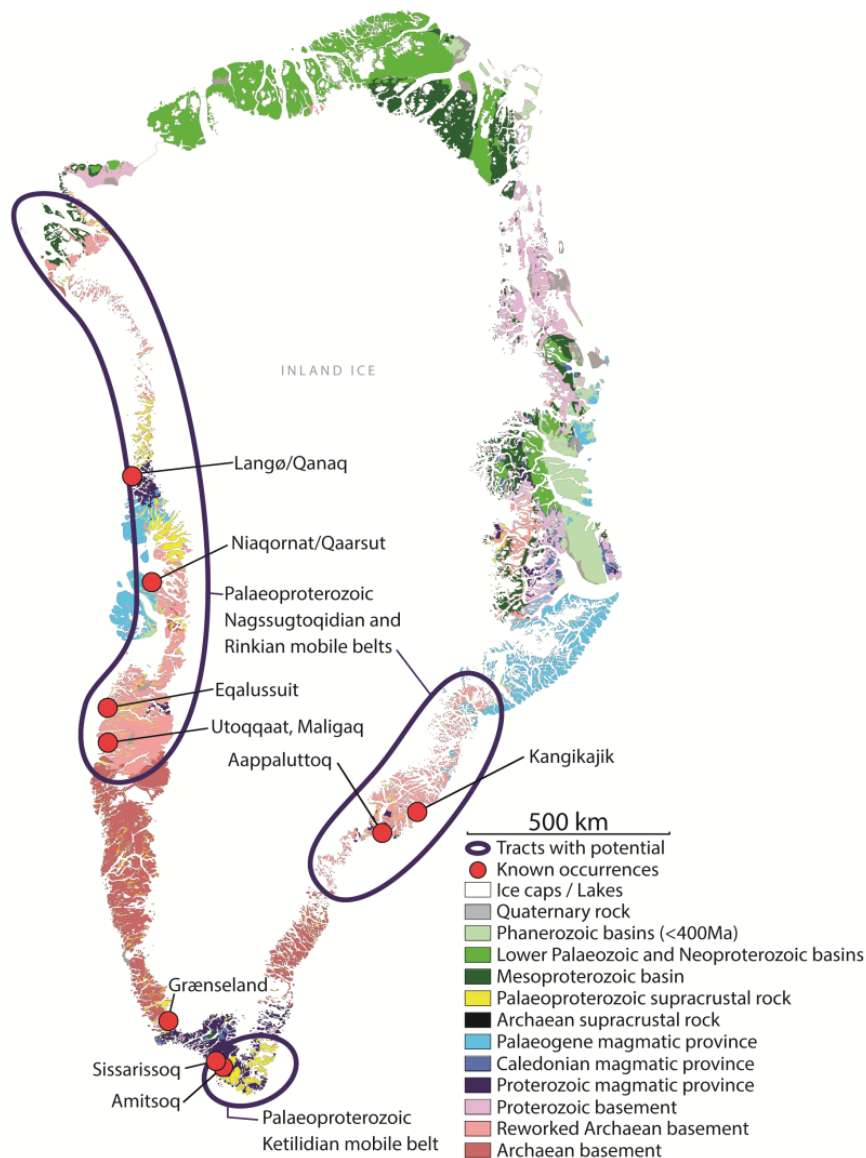 INLAND ICE
Langø/Qanaq
Niaqornat/Qaarsut
Palaeoproterozoic
Nagssugtoqidian and
Rinkian mobile belts
Eqalussuit
Utoqqaat, Maligaq
Aappaluttoq
Kangikajik
Grænseland
Sissarissoq
Amitsoq
Palaeoproterozoic
Ketilidian mobile belt
500 km
Tracts with potential
Known occurrences
Ice caps / Lakes
Quaternary rock
Phanerozoic basins (<400Ma)
Lower Palaeozoic and Neoproterozoic basins
Mesoproterozoic basin
Palaeoproterozoic supracrustal rock
Archaean supracrustal rock
Palaeogene magmatic province
Caledonian magmatic province
Proterozoic magmatic province
Proterozoic basement
Reworked Archaean basement
Archaean basement